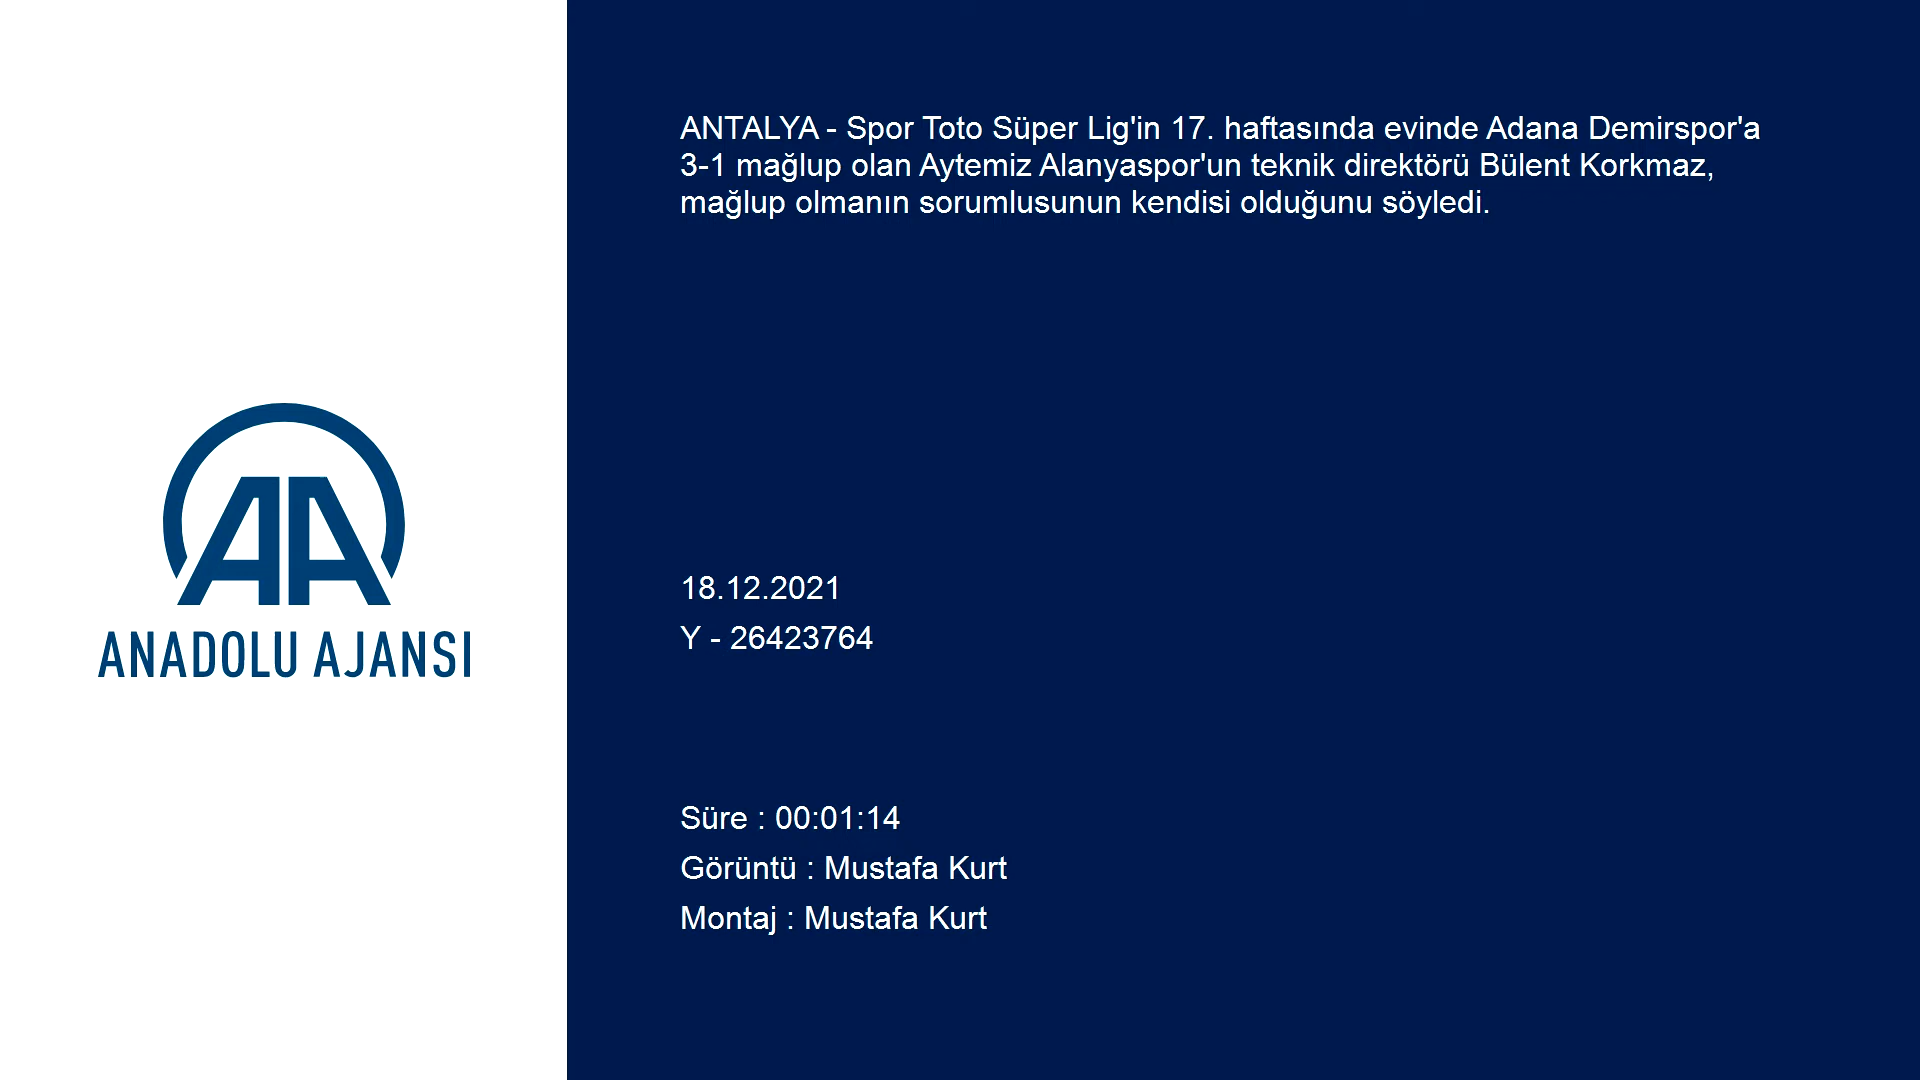 ANTALYA - Spor Toto Süper Lig'in 17. haftasında evinde Adana Demirspor'a
3-1 mağlup olan Aytemiz Alanyaspor'un teknik direktörü Bülent Korkmaz,
mağlup olmanın sorumlusunun kendisi olduğunu söyledi.
AA
ANADOLU AJANSI
18.12.2021
Y - 26423764
Süre : 00:01:14
Görüntü : Mustafa Kurt
Montaj : Mustafa Kurt